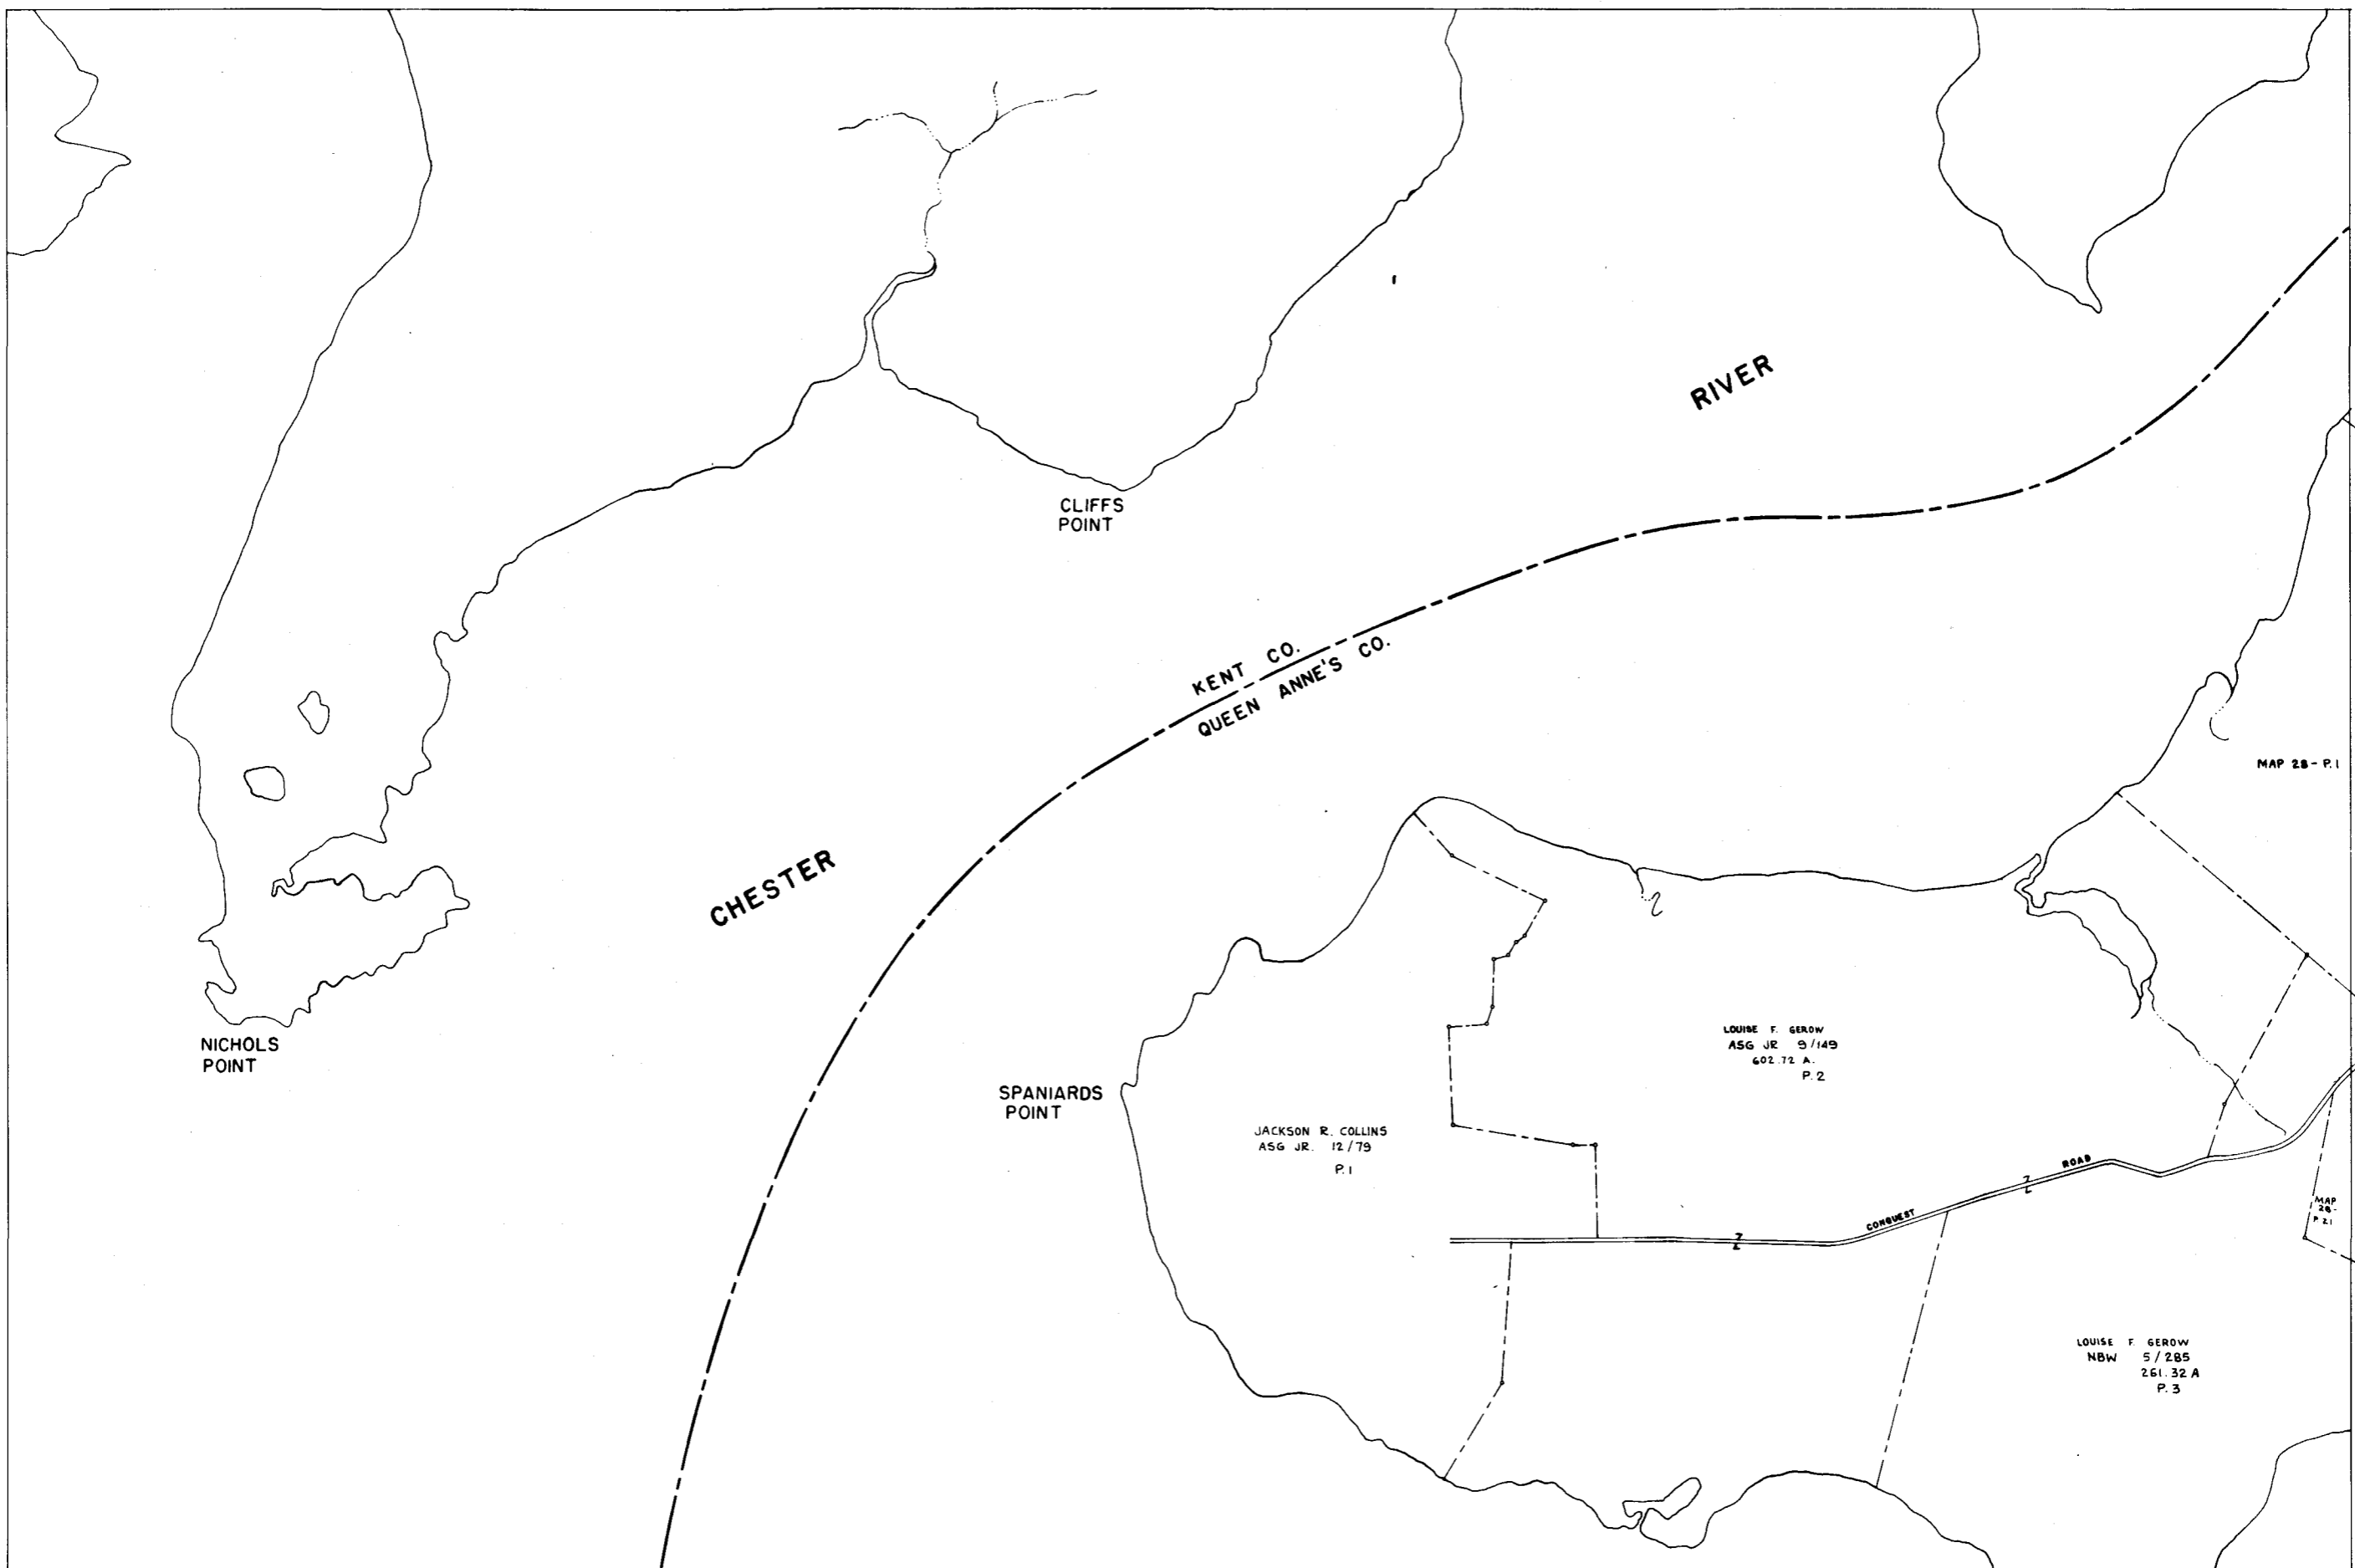 RIVER
CLIFFS
POINT
KENT CO.
QUEEN ANNE'S CO.
MAP 28 - P. 1
CHESTER
NICHOLS
POINT
SPANIARDS
POINT
LOUISE F. GEROW
ASG JR 9/149
602.72 A.
P. 2
JACKSON R. COLLINS
ASG JR. 12/79
P. 1
CONQUEST ROAD
MAP
28-
P. 21
LOUISE F. GEROW
NBW 5/285
261.32 A
P. 3